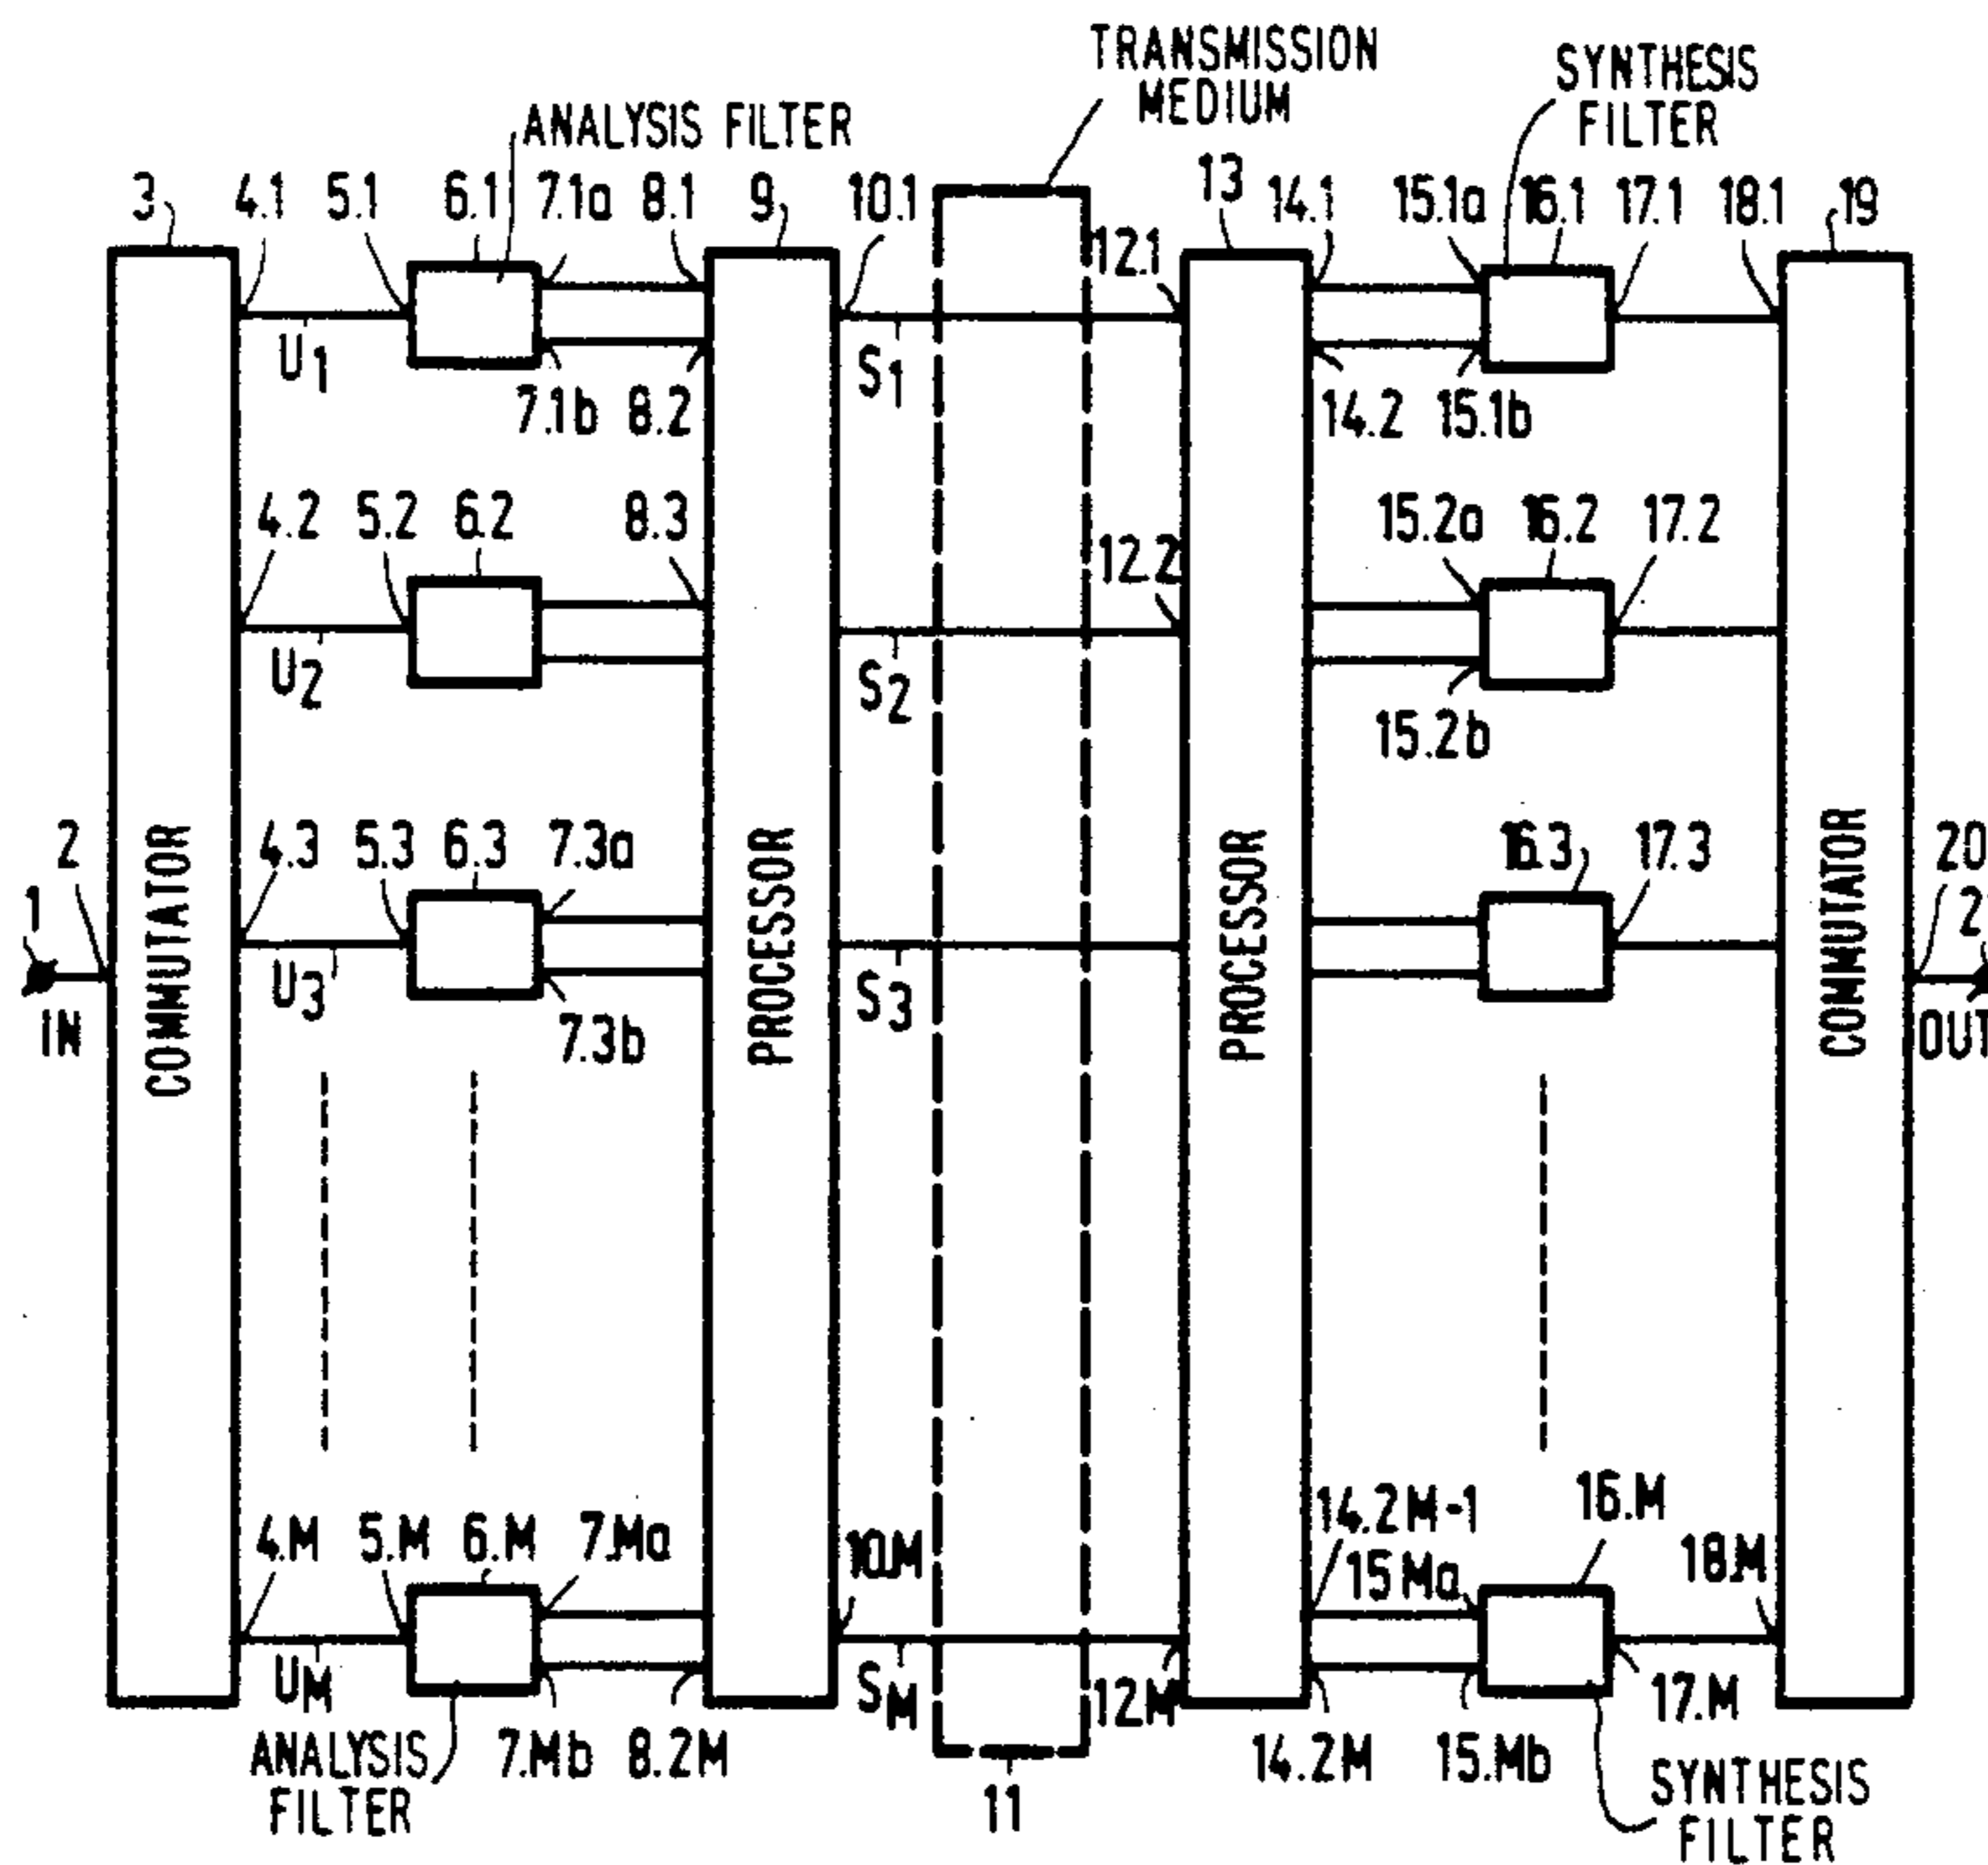 TRANSMISSION
MEDIUM
SYNTHESIS
FILTER
ANALYSIS FILTER
3 4.1 5.1 6.1 7.1a 8.1 9 10.1 12.1 13 14.1 15.1a 16.1 17.1 18.1 19
U1 S1
7.1b 8.2 14.2 15.1b
4.2 5.2 6.2 8.3 12.2 15.2a 16.2 17.2
U2 S2
15.2b
1 2 4.3 5.3 6.3 7.3a 16.3 17.3 20
2
IN
COMMUTATOR
PROCESSOR
PROCESSOR
COMMUTATOR
OUT
U3 S3
7.3b
4.M 5.M 6.M 7.Ma 10.M 14.2M-1 15Ma 16.M 18.M
UM SM 12M 17.M
ANALYSIS
FILTER
7.Mb 8.2M 14.2M 15.Mb
11
SYNTHESIS
FILTER